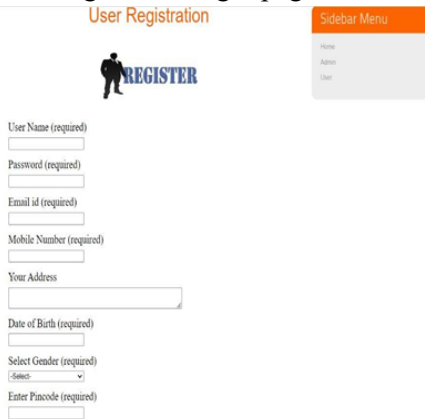 User Registration
REGISTER
User Name (required)
Password (required)
Email id (required)
Mobile Number (required)
Your Address
Date of Birth (required)
Select Gender (required)
-Select-
Enter Pincode (required)
Sidebar Menu
Home
Admin
User